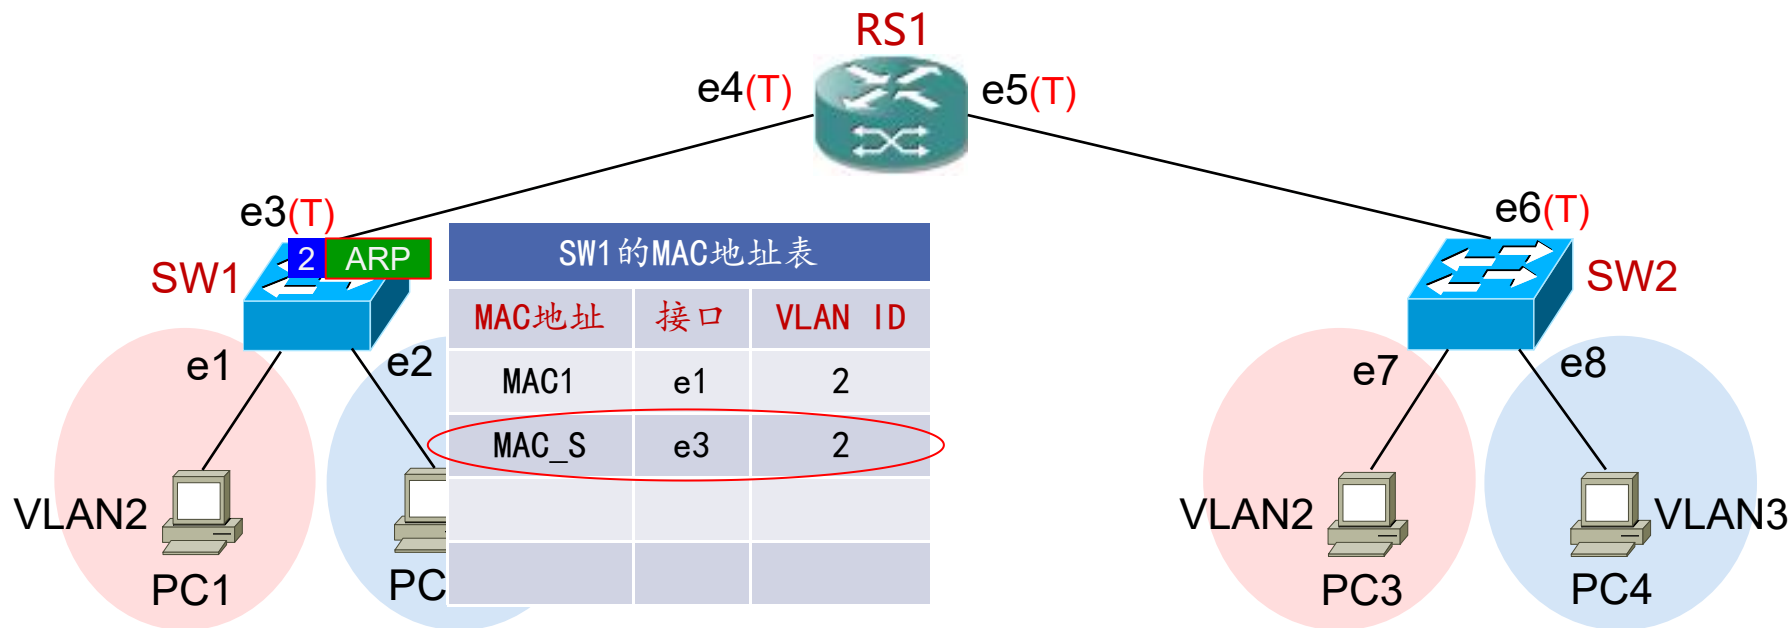 RS1
e4(T)
e5(T)
e3(T)
e6(T)
2 ARP
SW1
SW2
SW1的MAC地址表
MAC地址 接口 VLAN ID
MAC1 e1 2
MAC_S e3 2
e1
e2
e7
e8
VLAN2
VLAN2
VLAN3
PC1
PC
PC3
PC4